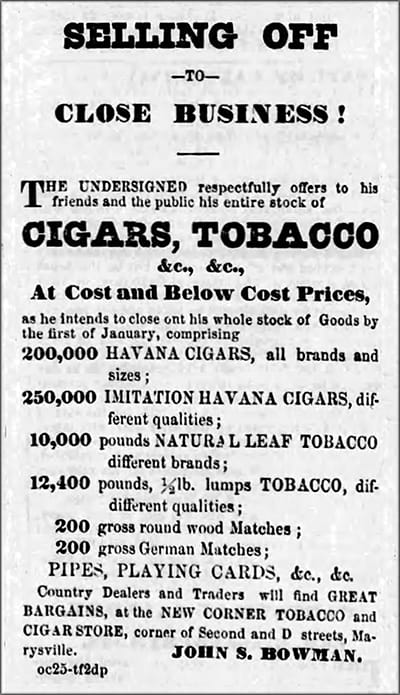 SELLING OFF
—TO—
CLOSE BUSINESS !
THE UNDERSIGNED respectfully offers to his
friends and the public his entire stock of
CIGARS, TOBACCO
&c., &c.,
At Cost and Below Cost Prices,
as he intends to close ont his whole stock of Goods by
the first of January, comprising
200,000 HAVANA CIGARS, all brands and
sizes ;
250,000 IMITATION HAVANA CIGARS, dif-
ferent qualities ;
10,000 pounds NATURAL LEAF TOBACCO
different brands ;
12,400 pounds, ½lb. lumps TOBACCO, dif-
different qualities ;
200 gross round wood Matches ;
200 gross German Matches ;
PIPES, PLAYING CARDS, &c., &c.
Country Dealers and Traders will find GREAT
BARGAINS, at the NEW CORNER TOBACCO and
CIGAR STORE, corner of Second and D streets, Ma-
rysville. JOHN S. BOWMAN.
oc25-tf2dp